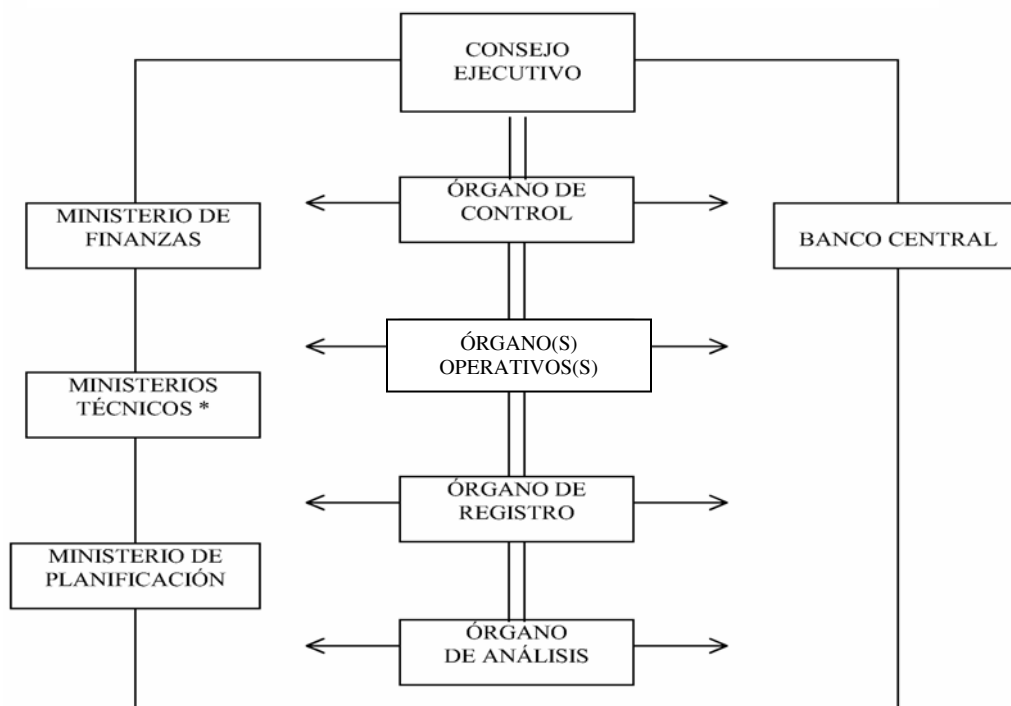 CONSEJO
EJECUTIVO
ÓRGANO DE
CONTROL
MINISTERIO DE
FINANZAS
BANCO CENTRAL
ÓRGANO(S)
OPERATIVOS(S)
MINISTERIOS
TÉCNICOS *
ÓRGANO DE
REGISTRO
MINISTERIO DE
PLANIFICACIÓN
ÓRGANO
DE ANÁLISIS